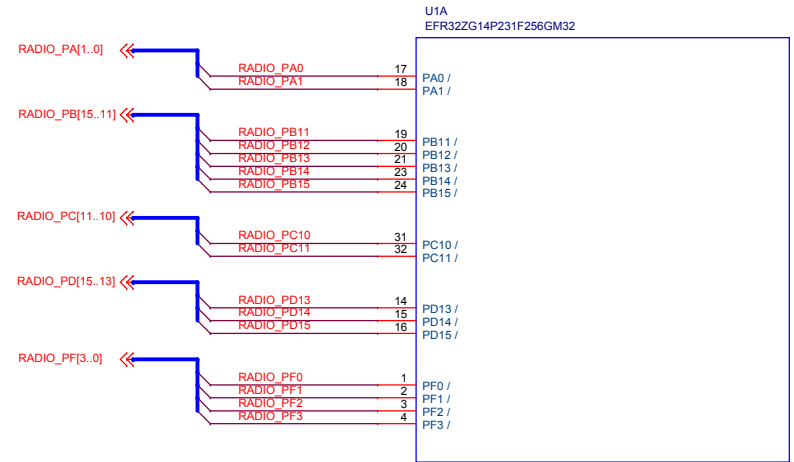 U1A
EFR32ZG14P231F256GM32
RADIO_PA[1..0]
RADIO_PA0 17 PA0 /
RADIO_PA1 18 PA1 /
RADIO_PB[15..11]
RADIO_PB11 19 PB11 /
RADIO_PB12 20 PB12 /
RADIO_PB13 21 PB13 /
RADIO_PB14 23 PB14 /
RADIO_PB15 24 PB15 /
RADIO_PC[11..10]
RADIO_PC10 31 PC10 /
RADIO_PC11 32 PC11 /
RADIO_PD[15..13]
RADIO_PD13 14 PD13 /
RADIO_PD14 15 PD14 /
RADIO_PD15 16 PD15 /
RADIO_PF[3..0]
RADIO_PF0 1 PF0 /
RADIO_PF1 2 PF1 /
RADIO_PF2 3 PF2 /
RADIO_PF3 4 PF3 /